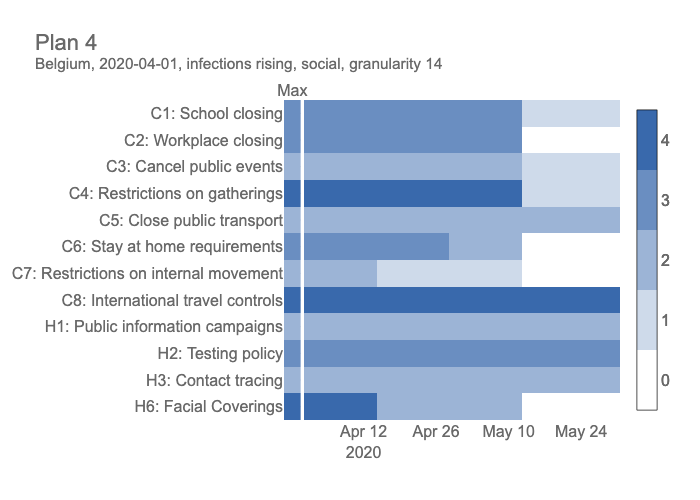 Plan 4
Belgium, 2020-04-01, infections rising, social, granularity 14
Max
C1: School closing
C2: Workplace closing
C3: Cancel public events
C4: Restrictions on gatherings
C5: Close public transport
C6: Stay at home requirements
C7: Restrictions on internal movement
C8: International travel controls
H1: Public information campaigns
H2: Testing policy
H3: Contact tracing
H6: Facial Coverings
Apr 12 Apr 26 May 10 May 24
2020
4
3
2
1
0